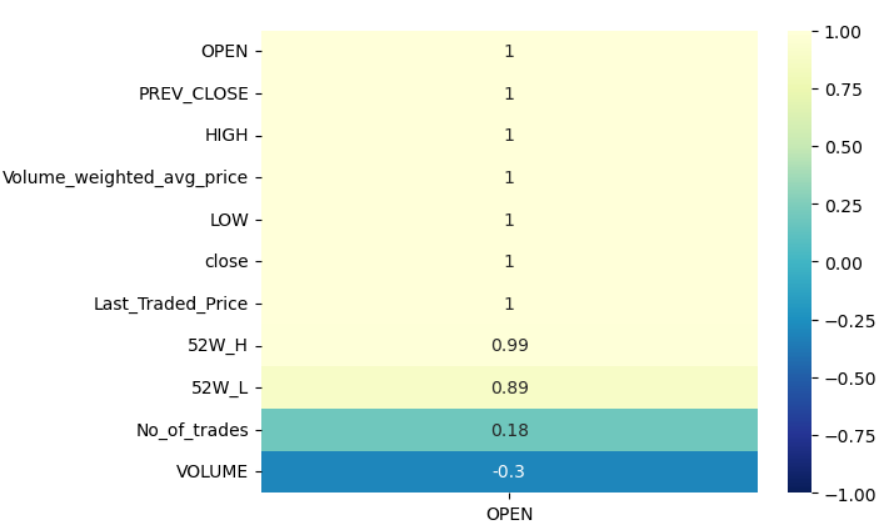 OPEN 1
PREV_CLOSE 1
HIGH 1
Volume_weighted_avg_price 1
LOW 1
close 1
Last_Traded_Price 1
52W_H 0.99
52W_L 0.89
No_of_trades 0.18
VOLUME -0.3
OPEN
1.00
0.75
0.50
0.25
0.00
−0.25
−0.50
−0.75
−1.00